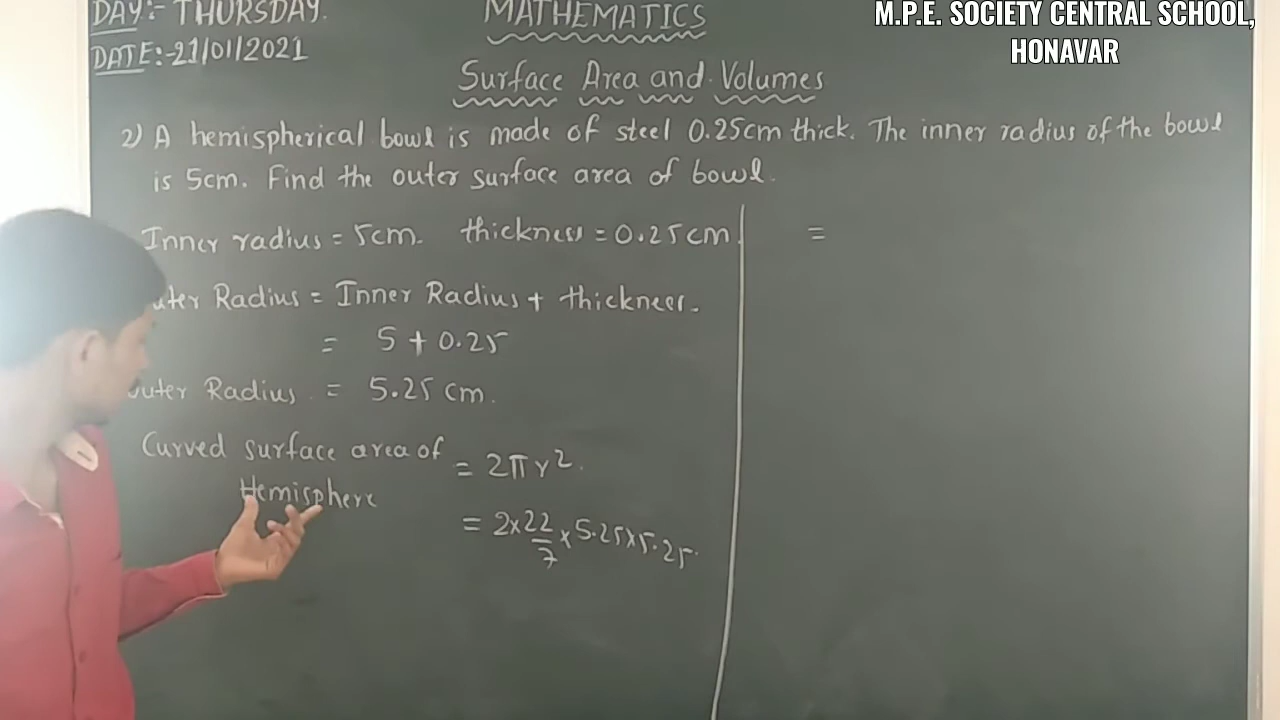 DAY:- THURSDAY.
DATE:-21/01/2021
MATHEMATICS
M.P.E. SOCIETY CENTRAL SCHOOL,
HONAVAR
Surface Area and Volumes
2) A hemispherical bowl is made of steel 0.25cm thick. The inner radius of the bowl
is 5cm. Find the outer surface area of bowl.
Inner radius = 5cm. thickness = 0.25cm.
Radius = Inner Radius + thickness.
= 5 + 0.25
Radius = 5.25 cm.
Curved surface area of
Hemisphere
= 2πr².
= 2×22/7 × 5.25×5.25.
=